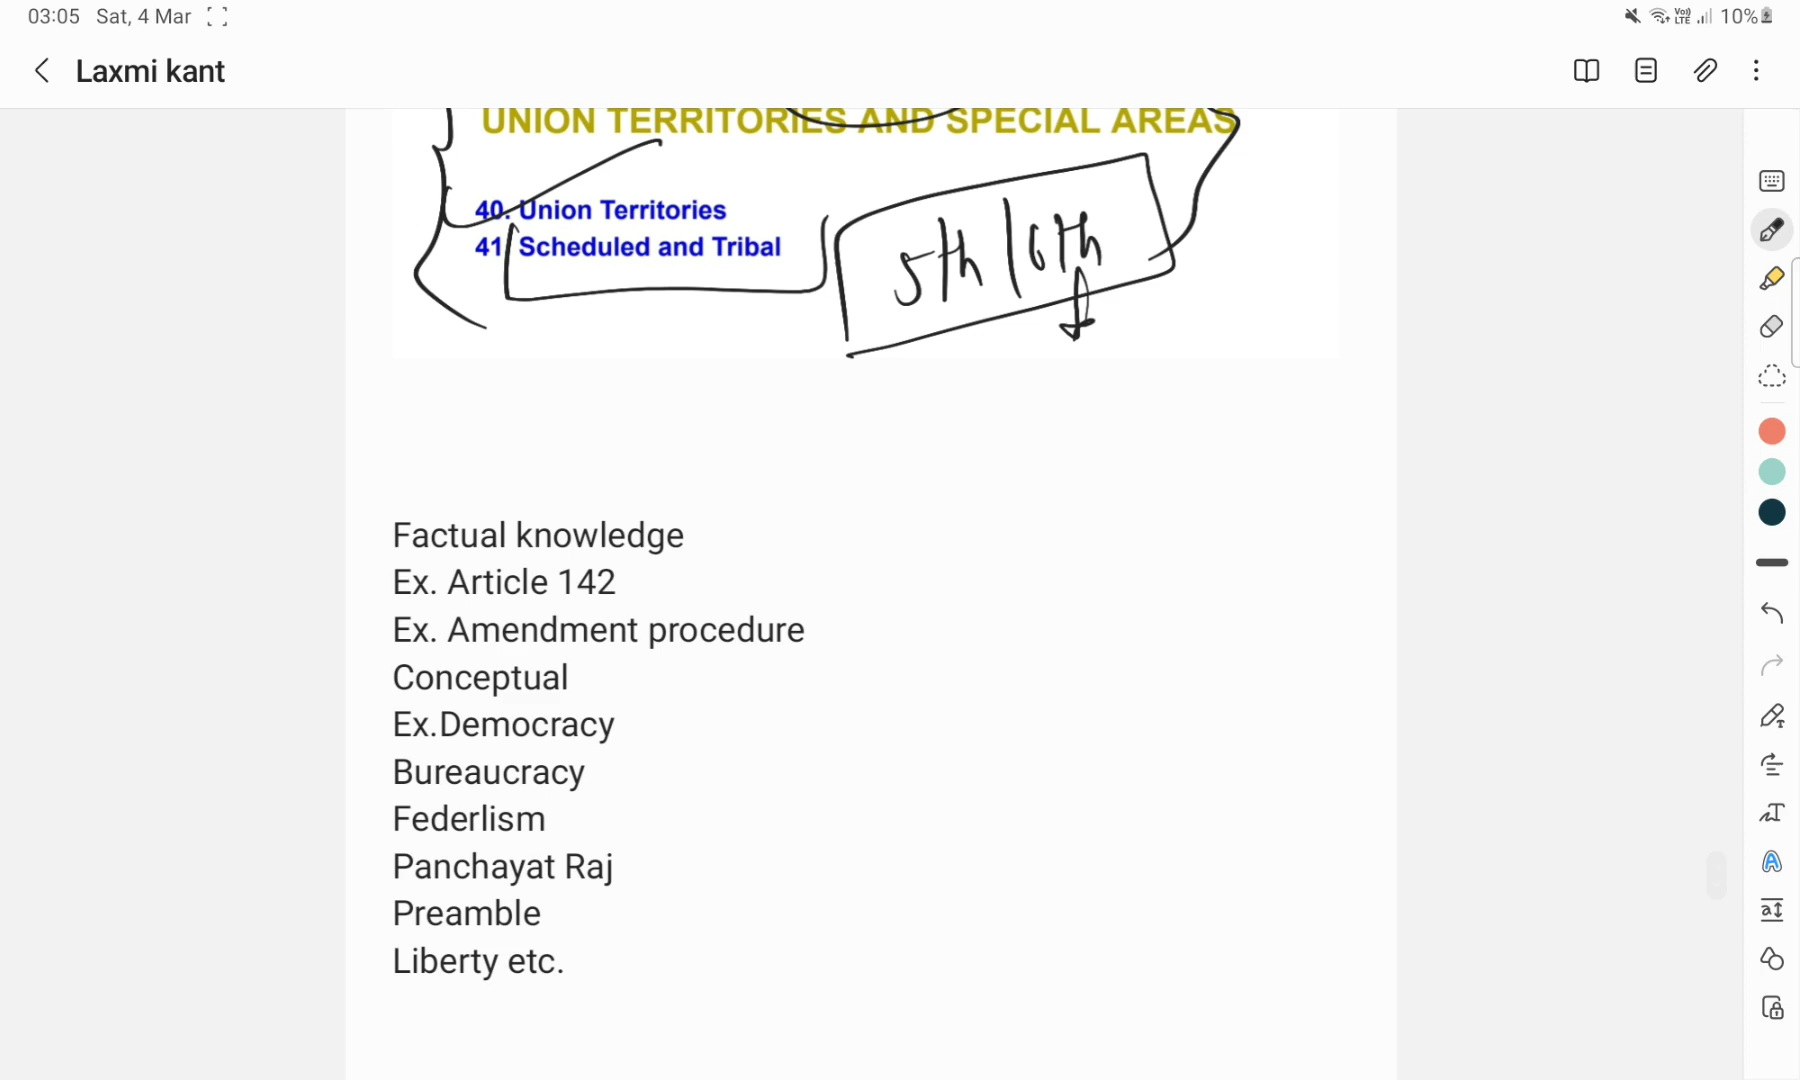 03:05 Sat, 4 Mar
Vo)) LTE 10%
Laxmi kant
UNION TERRITORIES AND SPECIAL AREAS
40. Union Territories
41. Scheduled and Tribal
5th | 6th
Factual knowledge
Ex. Article 142
Ex. Amendment procedure
Conceptual
Ex.Democracy
Bureaucracy
Federlism
Panchayat Raj
Preamble
Liberty etc.